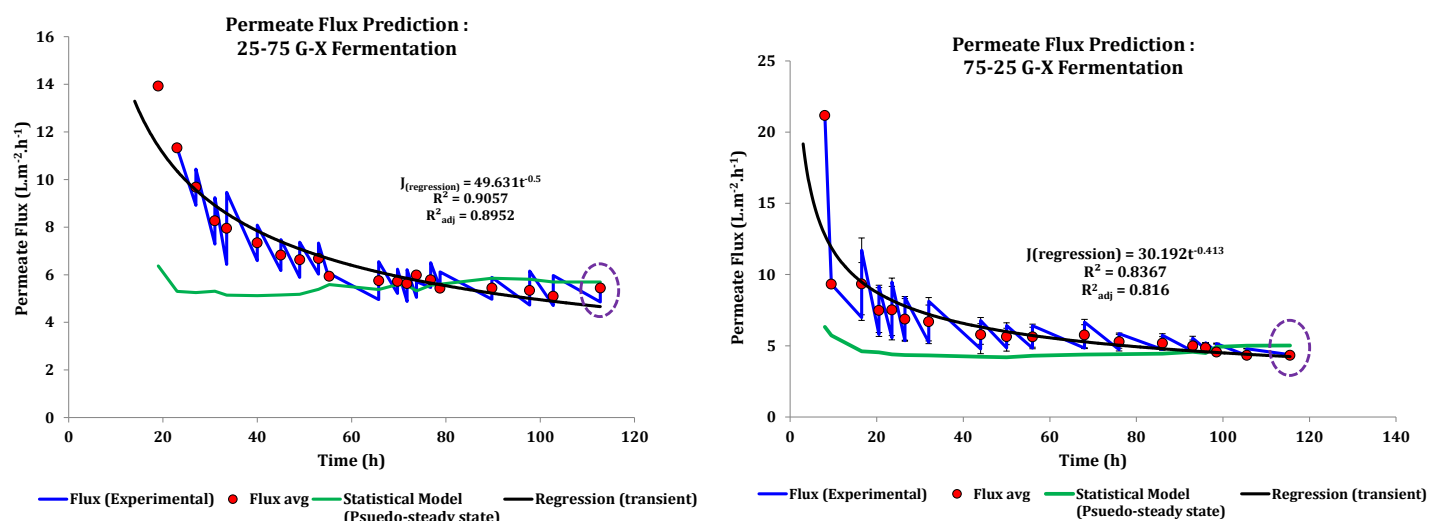 Permeate Flux Prediction :
25-75 G-X Fermentation
16
14
12
10
8
6
4
2
0
Permeate Flux (L.m-2.h-1)
J(regression) = 49.631t-0.5
R2 = 0.9057
R2adj = 0.8952
0
20
40
60
80
100
120
Time (h)
Flux (Experimental)
Flux avg
Statistical Model
(Psuedo-steady state)
Regression (transient)
Permeate Flux Prediction :
75-25 G-X Fermentation
25
20
15
10
5
0
Permeate Flux (L.m-2.h-1)
J(regression) = 30.192t-0.413
R2 = 0.8367
R2adj = 0.816
0
20
40
60
80
100
120
140
Time (h)
Flux (Experimental)
Flux avg
Statistical Model
(Psuedo-steady state)
Regression (transient)